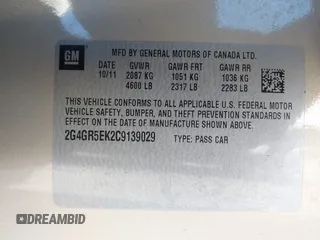 GM
MFD BY GENERAL MOTORS OF CANADA LTD.
10/11 GVWR GAWR FRT GAWR RR
2087 KG 1051 KG 1036 KG
4600 LB 2317 LB 2283 LB
THIS VEHICLE CONFORMS TO ALL APPLICABLE U.S. FEDERAL MOTOR
VEHICLE SAFETY, BUMPER, AND THEFT PREVENTION STANDARDS
IN EFFECT ON THE DATE OF MANUFACTURE SHOWN ABOVE.
2G4GR5EK2C9139029 TYPE: PASS CAR
DREAMBID